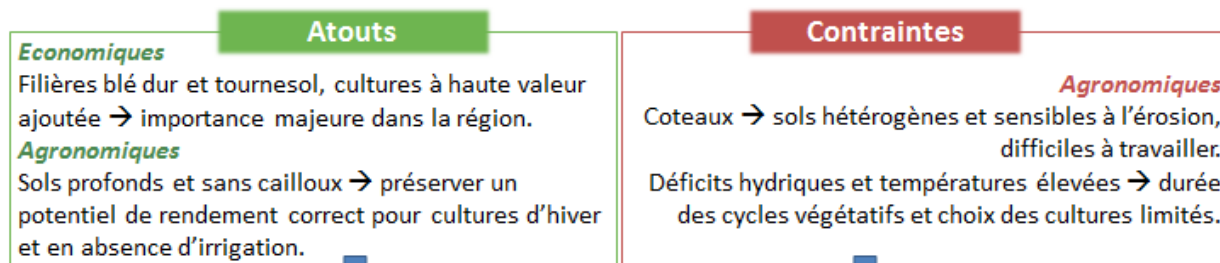 Atouts
Economiques
Filières blé dur et tournesol, cultures à haute valeur
ajoutée → importance majeure dans la région.
Agronomiques
Sols profonds et sans cailloux → préserver un
potentiel de rendement correct pour cultures d’hiver
et en absence d’irrigation.
Contraintes
Agronomiques
Coteaux → sols hétérogènes et sensibles à l’érosion,
difficiles à travailler.
Déficits hydriques et températures élevées → durée
des cycles végétatifs et choix des cultures limités.